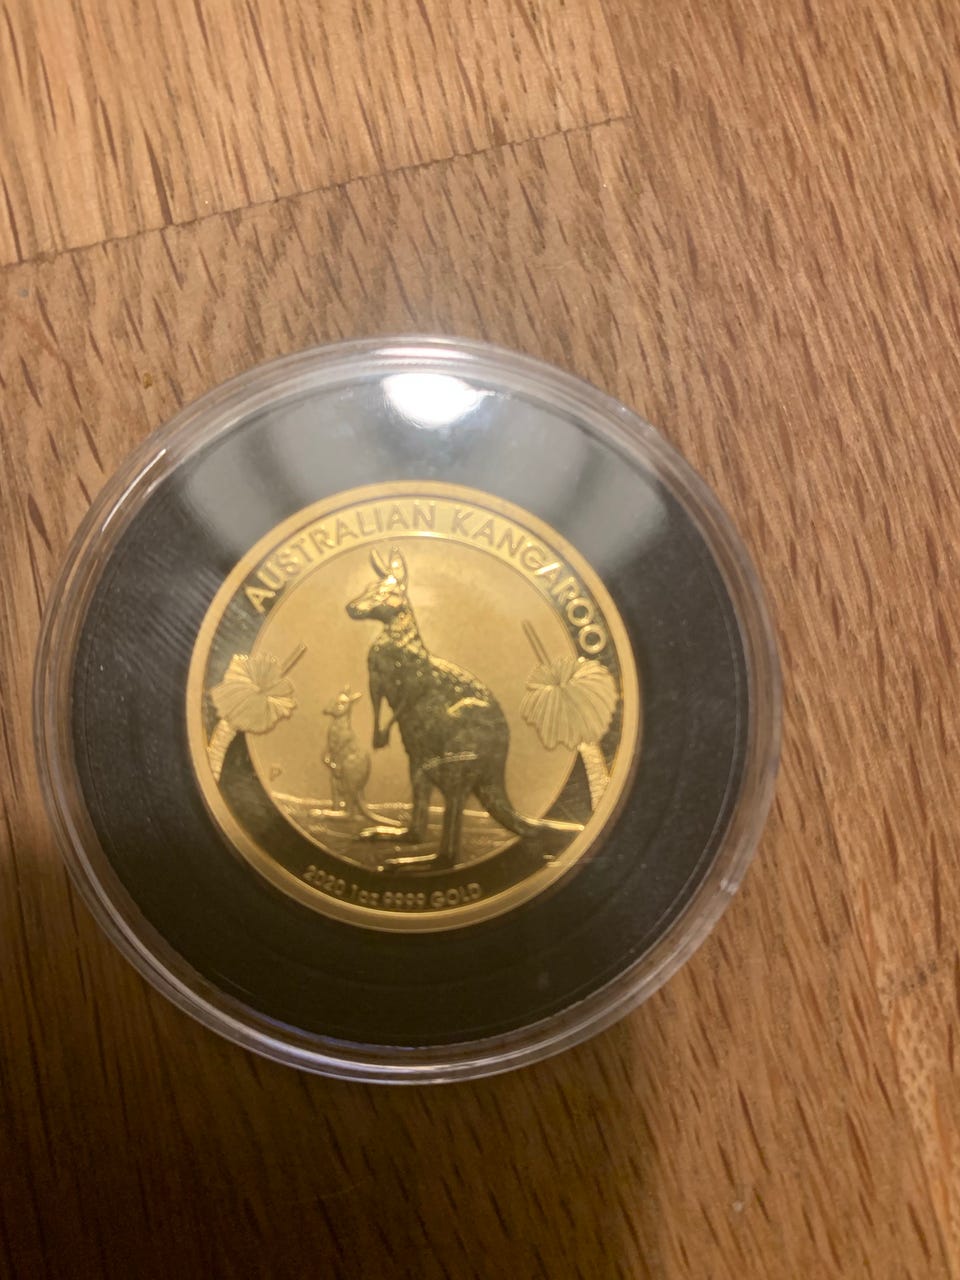 AUSTRALIAN KANGAROO
P
2020 1oz 9999 GOLD